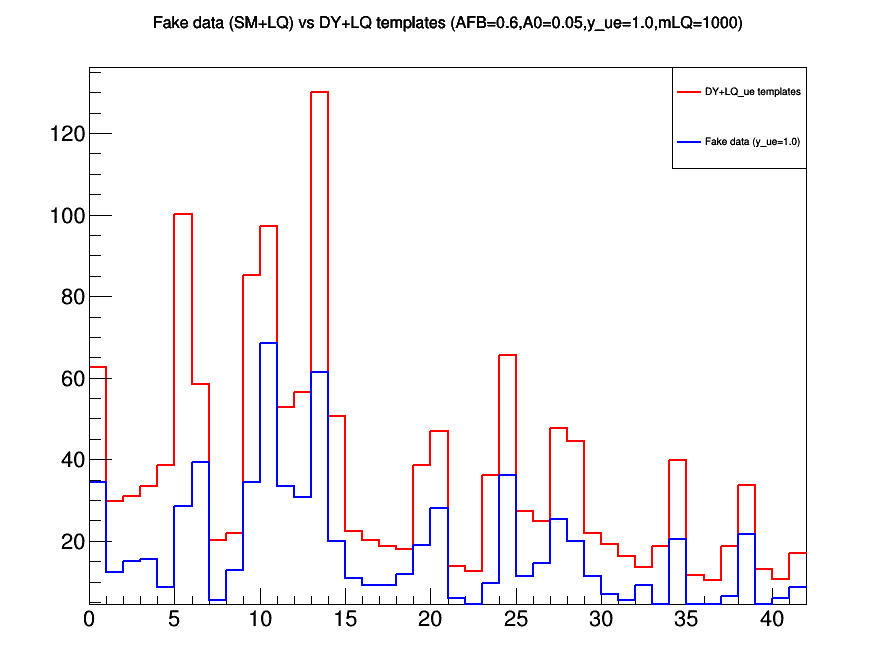 Fake data (SM+LQ) vs DY+LQ templates (AFB=0.6,A0=0.05,y_ue=1.0,mLQ=1000)
DY+LQ_ue templates
Fake data (y_ue=1.0)
120
100
80
60
40
20
0 5 10 15 20 25 30 35 40